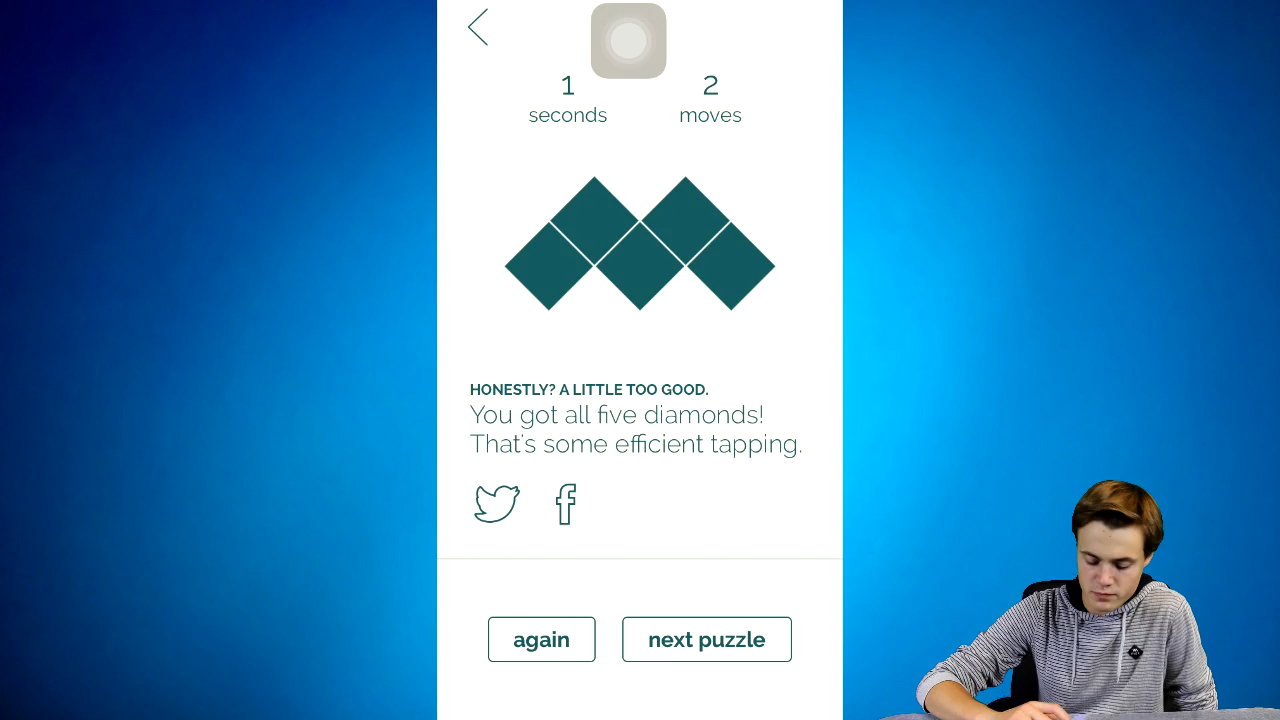 1 2
seconds moves
HONESTLY? A LITTLE TOO GOOD.
You got all five diamonds!
That's some efficient tapping.
again next puzzle